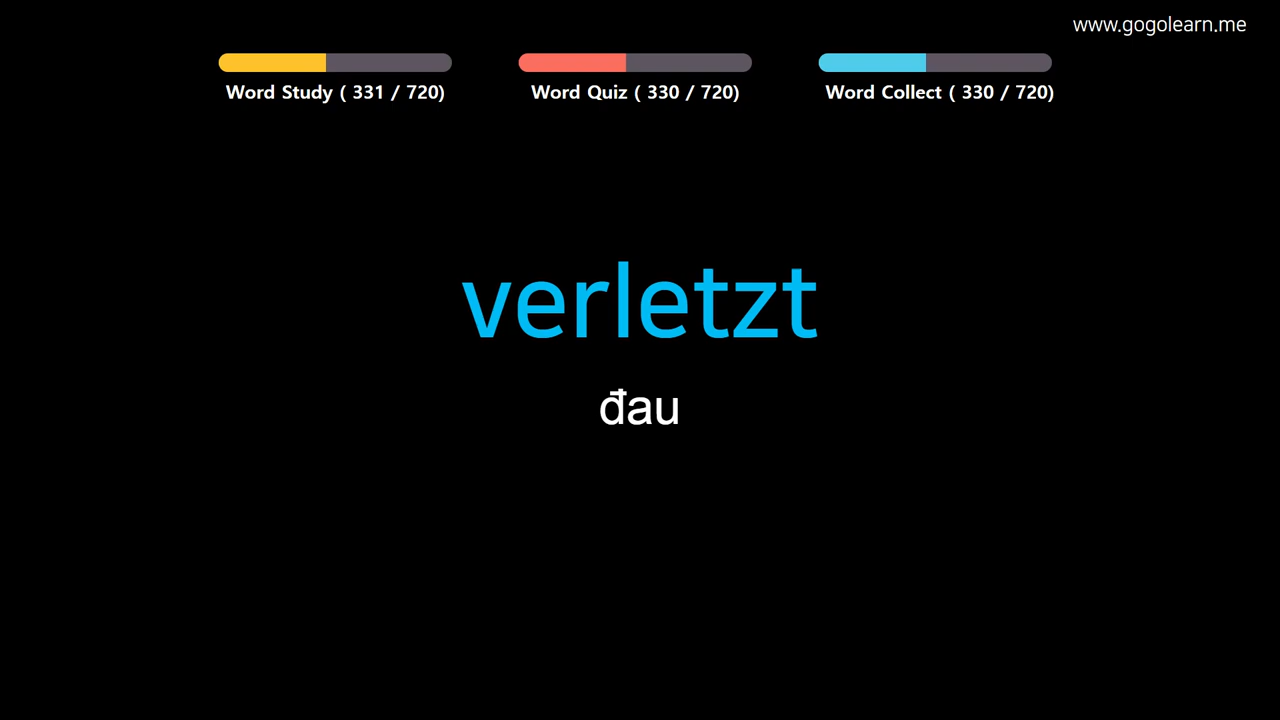 www.gogolearn.me
Word Study ( 331 / 720)
Word Quiz ( 330 / 720)
Word Collect ( 330 / 720)
verletzt
đau